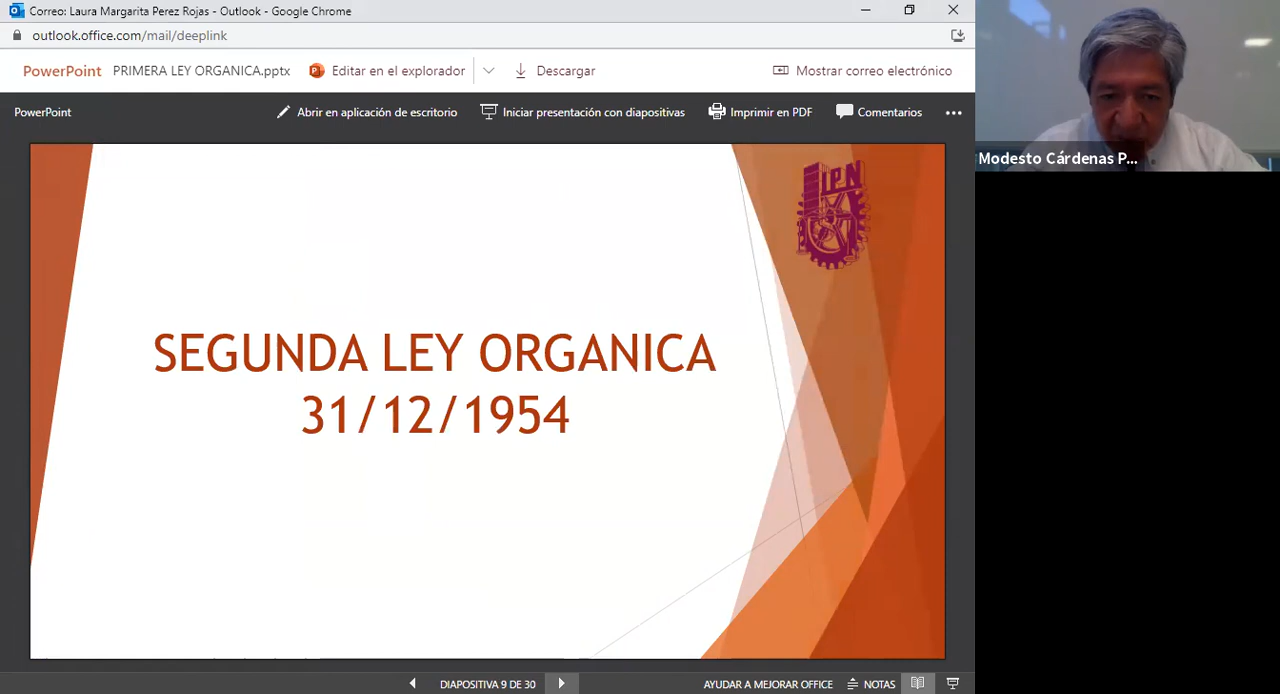 Correo: Laura Margarita Perez Rojas - Outlook - Google Chrome
outlook.office.com/mail/deeplink
PowerPoint PRIMERA LEY ORGANICA.pptx Editar en el explorador Descargar Mostrar correo electrónico
PowerPoint Abrir en aplicación de escritorio Iniciar presentación con diapositivas Imprimir en PDF Comentarios ...
IPN
SEGUNDA LEY ORGANICA
31/12/1954
DIAPOSITIVA 9 DE 30 AYUDAR A MEJORAR OFFICE NOTAS
Modesto Cárdenas P...